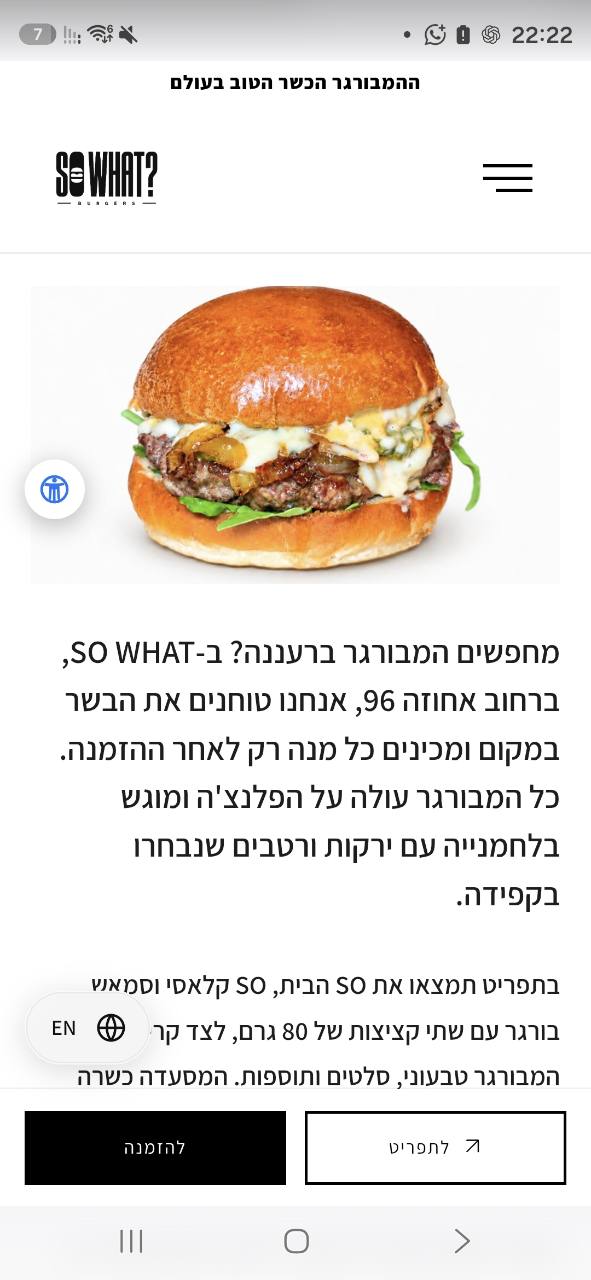 7
6
22:22
ההמבורגר הכשר הטוב בעולם
SO WHAT?
BURGERS
מחפשים המבורגר ברעננה? ב-SO WHAT,
ברחוב אחוזה 96, אנחנו טוחנים את הבשר
במקום ומכינים כל מנה רק לאחר ההזמנה.
כל המבורגר עולה על הפלנצ'ה ומוגש
בלחמנייה עם ירקות ורטבים שנבחרו
בקפידה.
בתפריט תמצאו את SO הבית, SO קלאסי וסמאש
בורגר עם שתי קציצות של 80 גרם, לצד
המבורגר טבעוני, סלטים ותוספות. המסעדה כשרה
EN
לתפריט
להזמנה